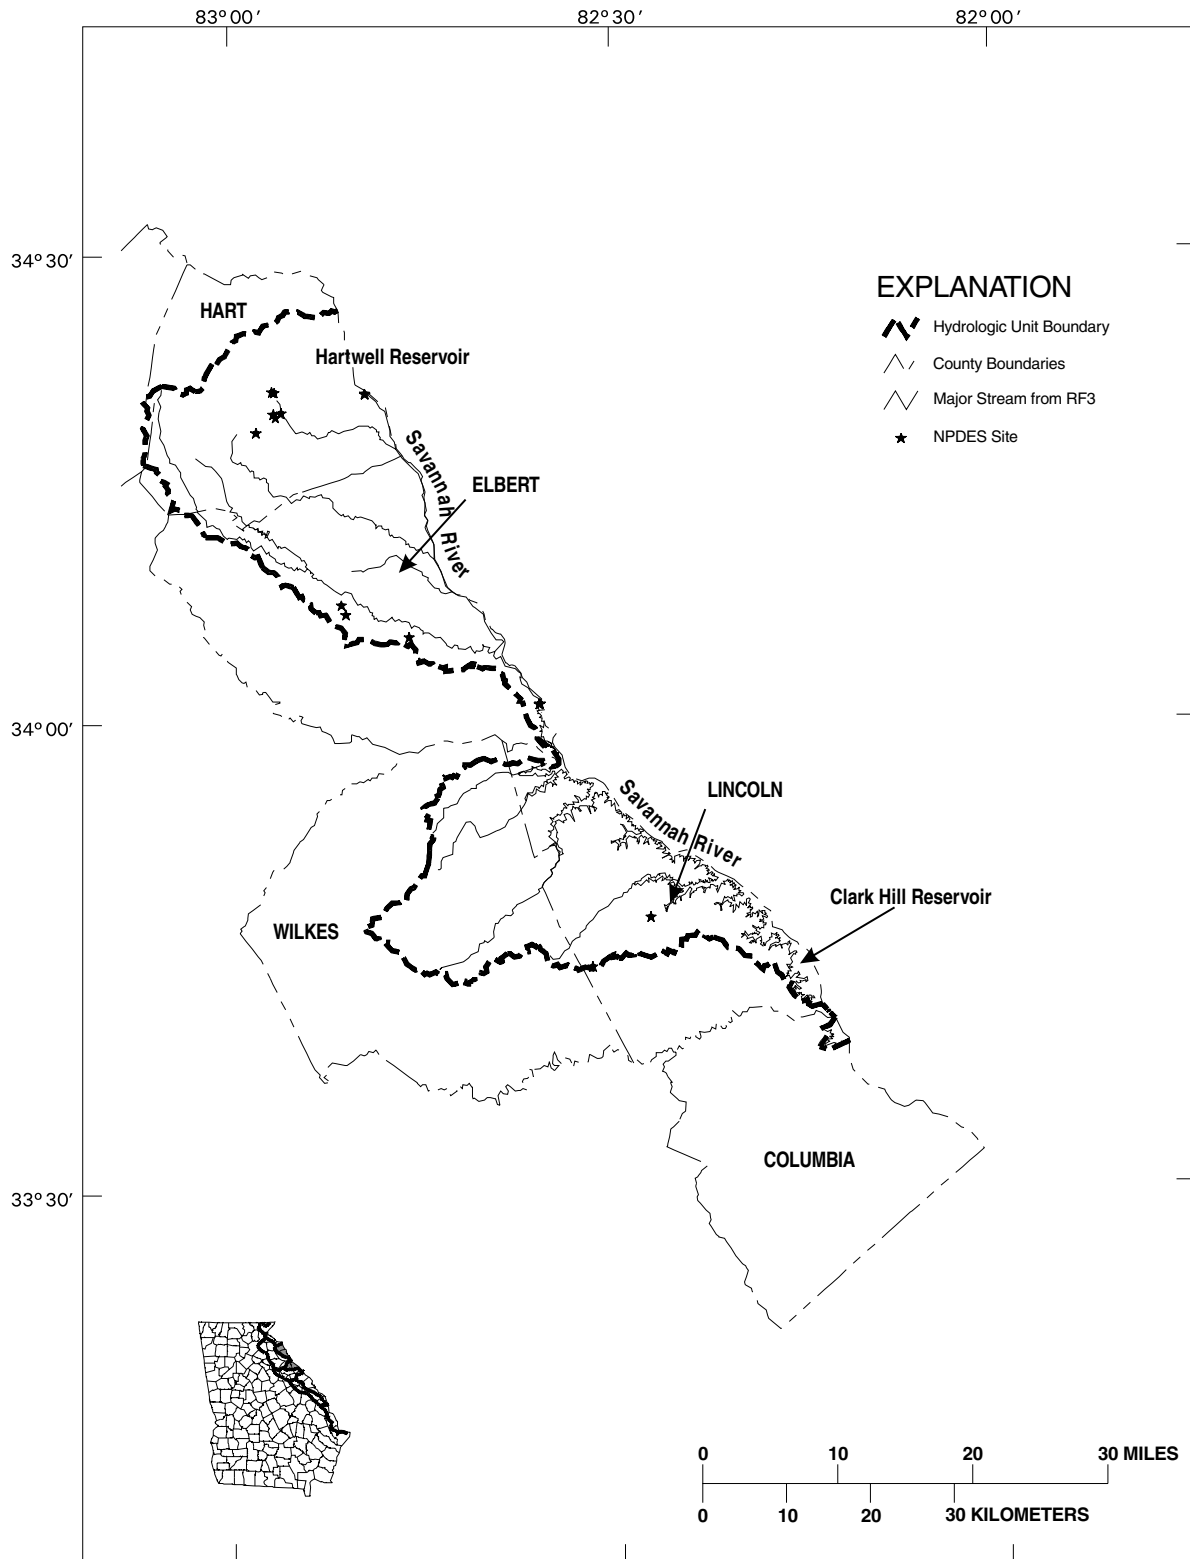 83° 00′ 82° 30′ 82° 00′
34° 30′
HART
EXPLANATION
Hydrologic Unit Boundary
Hartwell Reservoir
County Boundaries
Major Stream from RF3
NPDES Site
Savannah River
ELBERT
34° 00′
LINCOLN
Savannah River
Clark Hill Reservoir
WILKES
COLUMBIA
33° 30′
0 10 20 30 MILES
0 10 20 30 KILOMETERS